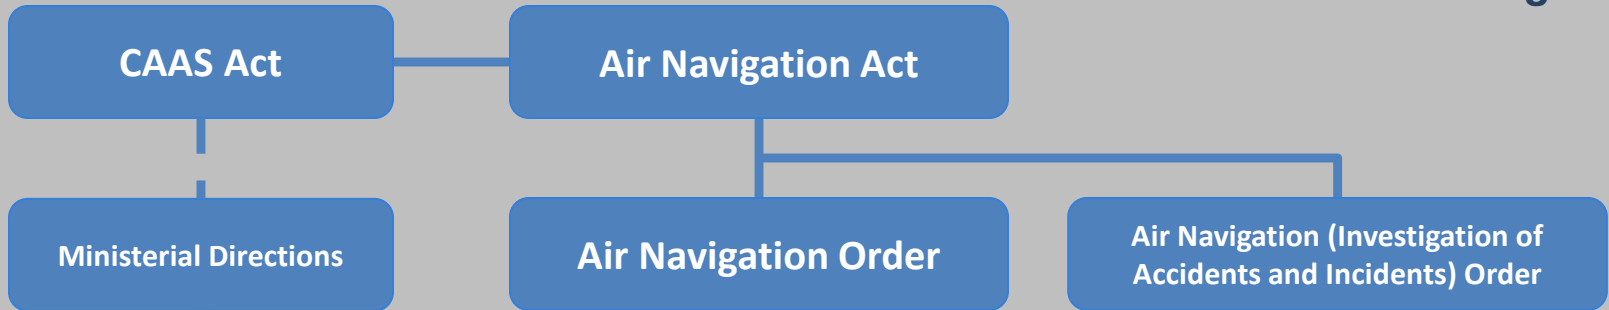 CAAS Act
Air Navigation Act
Ministerial Directions
Air Navigation Order
Air Navigation (Investigation of
Accidents and Incidents) Order